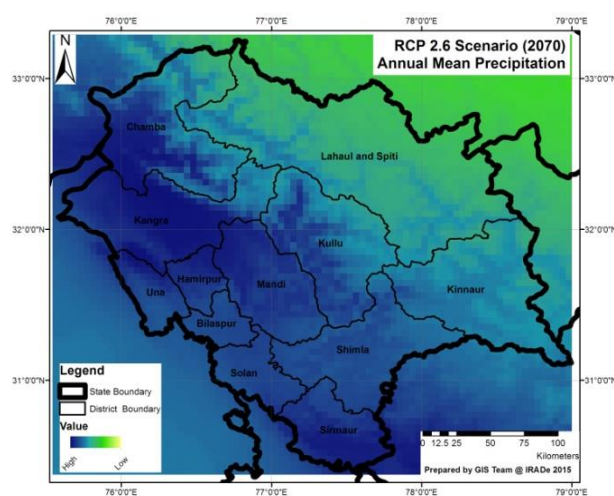 76°0'0"E 77°0'0"E 78°0'0"E 79°0'0"E
N
RCP 2.6 Scenario (2070)
Annual Mean Precipitation
33°0'0"N
33°0'0"N
Chamba
Lahaul and Spiti
32°0'0"N
32°0'0"N
Kangra
Kullu
Hamirpur
Mandi
Una
Kinnaur
Bilaspur
Shimla
31°0'0"N
31°0'0"N
Solan
Sirmaur
Legend
State Boundary
District Boundary
Value
High
Low
0 12.5 25 50 75 100
Kilometers
Prepared by GIS Team @ IRADe 2015
76°0'0"E 77°0'0"E 78°0'0"E 79°0'0"E